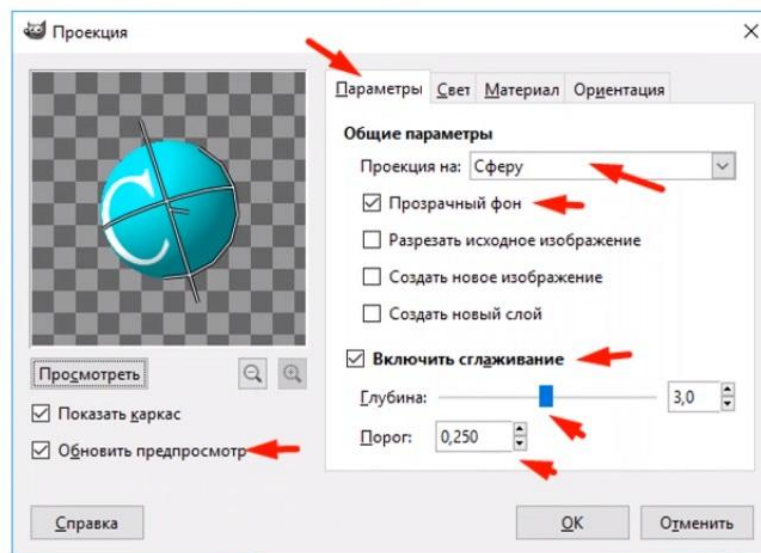 Проекция
Параметры Свет Материал Ориентация
Общие параметры
Проекция на: Сферу
Прозрачный фон
Разрезать исходное изображение
Создать новое изображение
Создать новый слой
Включить сглаживание
Глубина: 3,0
Порог: 0,250
C
Просмотреть
Показать каркас
Обновить предпросмотр
Справка
OK Отменить